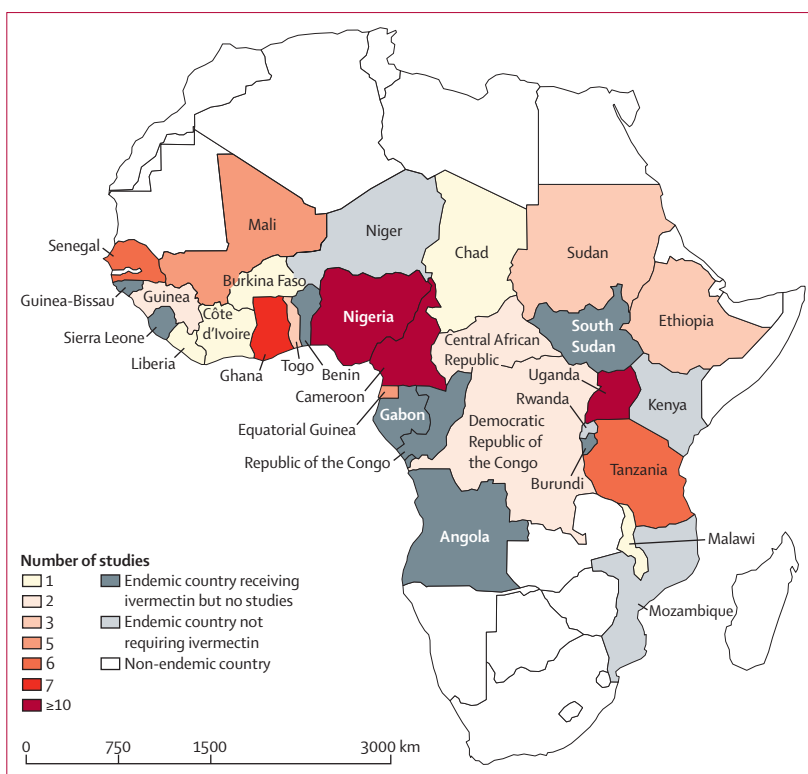 Mali
Niger
Chad
Sudan
Senegal
Burkina Faso
Guinea-Bissau
Guinea
Nigeria
Ethiopia
Côte
d'Ivoire
South
Sudan
Sierra Leone
Central African
Republic
Liberia
Togo
Benin
Uganda
Ghana
Cameroon
Rwanda
Kenya
Gabon
Democratic
Republic of
the Congo
Equatorial Guinea
Republic of the Congo
Burundi
Tanzania
Angola
Malawi
Mozambique
Number of studies
1
2
3
5
6
7
≥10
Endemic country receiving
ivermectin but no studies
Endemic country not
requiring ivermectin
Non-endemic country
0 750 1500 3000 km